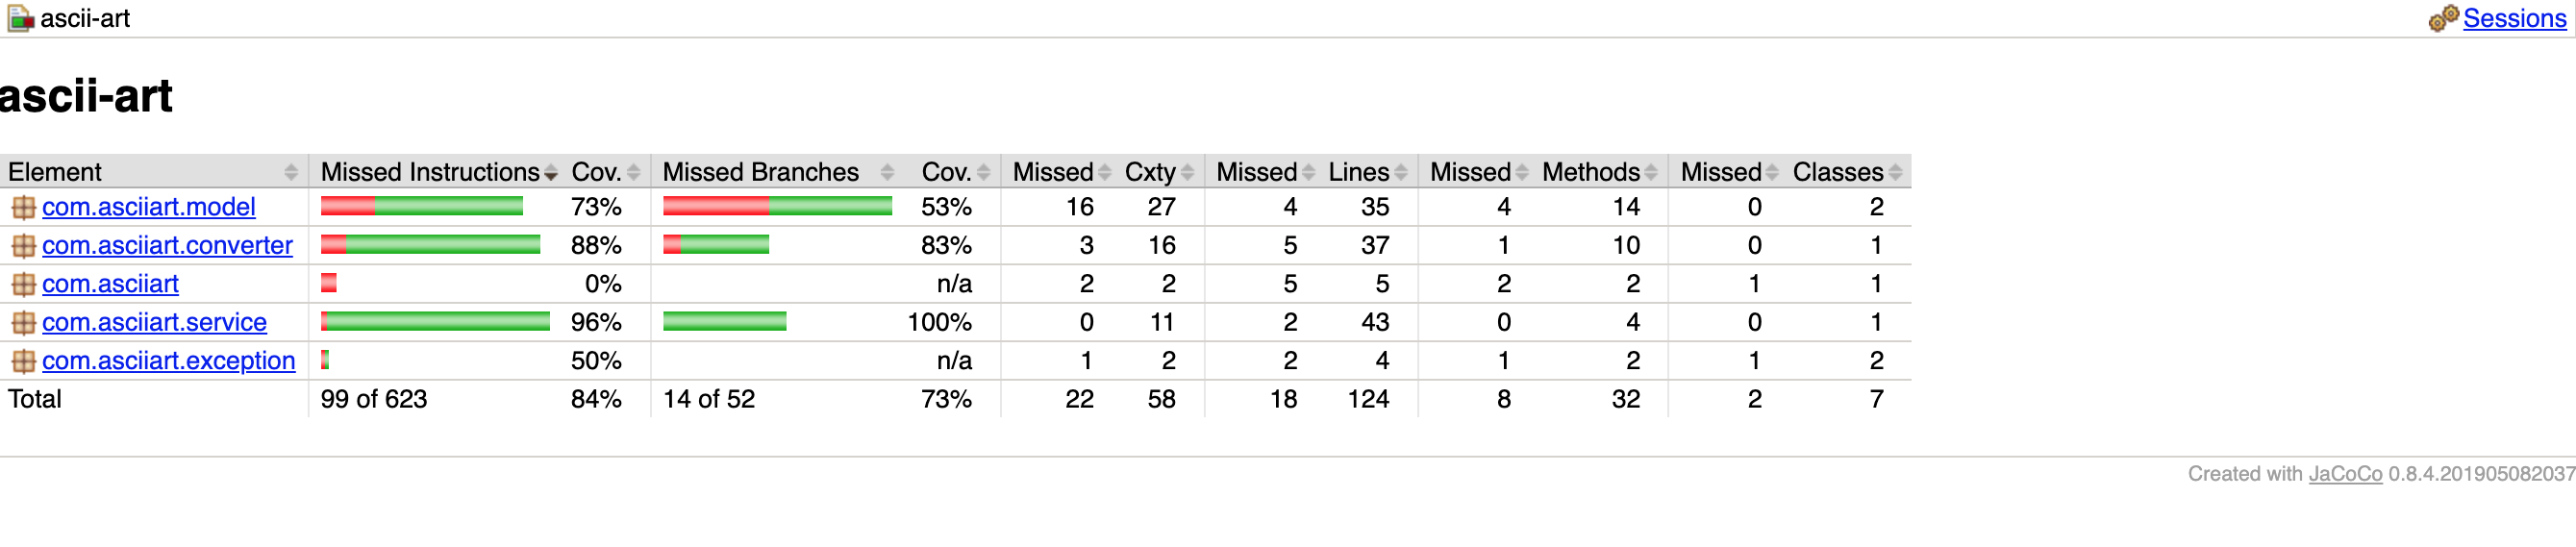 ascii-art Sessions
ascii-art
Element Missed Instructions Cov. Missed Branches Cov. Missed Cxty Missed Lines Missed Methods Missed Classes
com.asciiart.model 73% 53% 16 27 4 35 4 14 0 2
com.asciiart.converter 88% 83% 3 16 5 37 1 10 0 1
com.asciiart 0% n/a 2 2 5 5 2 2 1 1
com.asciiart.service 96% 100% 0 11 2 43 0 4 0 1
com.asciiart.exception 50% n/a 1 2 2 4 1 2 1 2
Total 99 of 623 84% 14 of 52 73% 22 58 18 124 8 32 2 7
Created with JaCoCo 0.8.4.201905082037